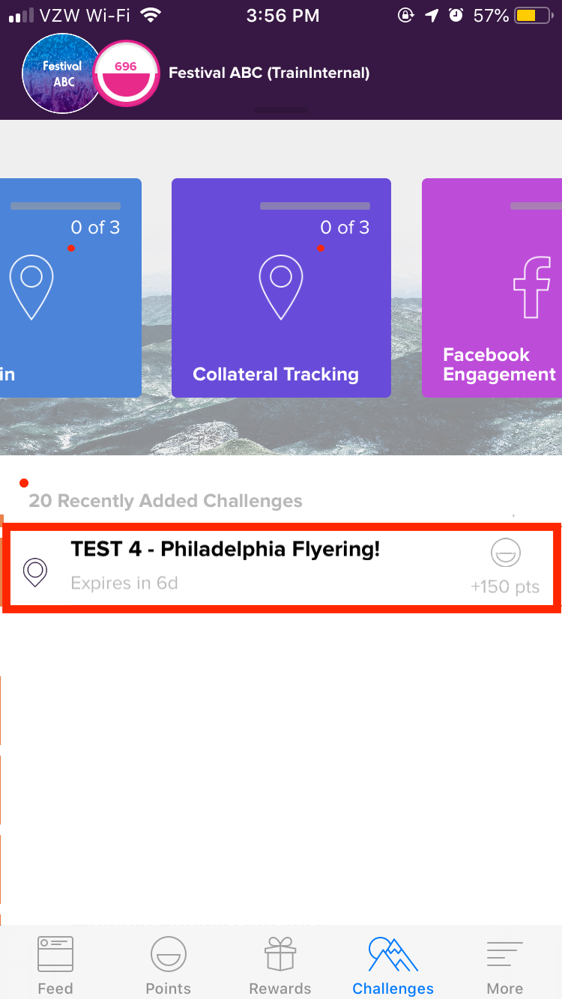 VZW Wi-Fi 3:56 PM 57%
Festival
ABC
696
Festival ABC (TrainInternal)
0 of 3
0 of 3
in
Collateral Tracking
Facebook
Engagement
20 Recently Added Challenges
TEST 4 - Philadelphia Flyering!
Expires in 6d
+150 pts
Feed Points Rewards Challenges More